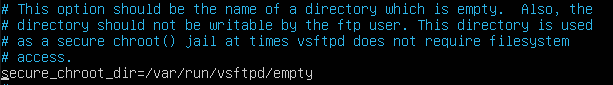 # This option should be the name of a directory which is empty.  Also, the
# directory should not be writable by the ftp user. This directory is used
# as a secure chroot() jail at times vsftpd does not require filesystem
# access.
secure_chroot_dir=/var/run/vsftpd/empty
#